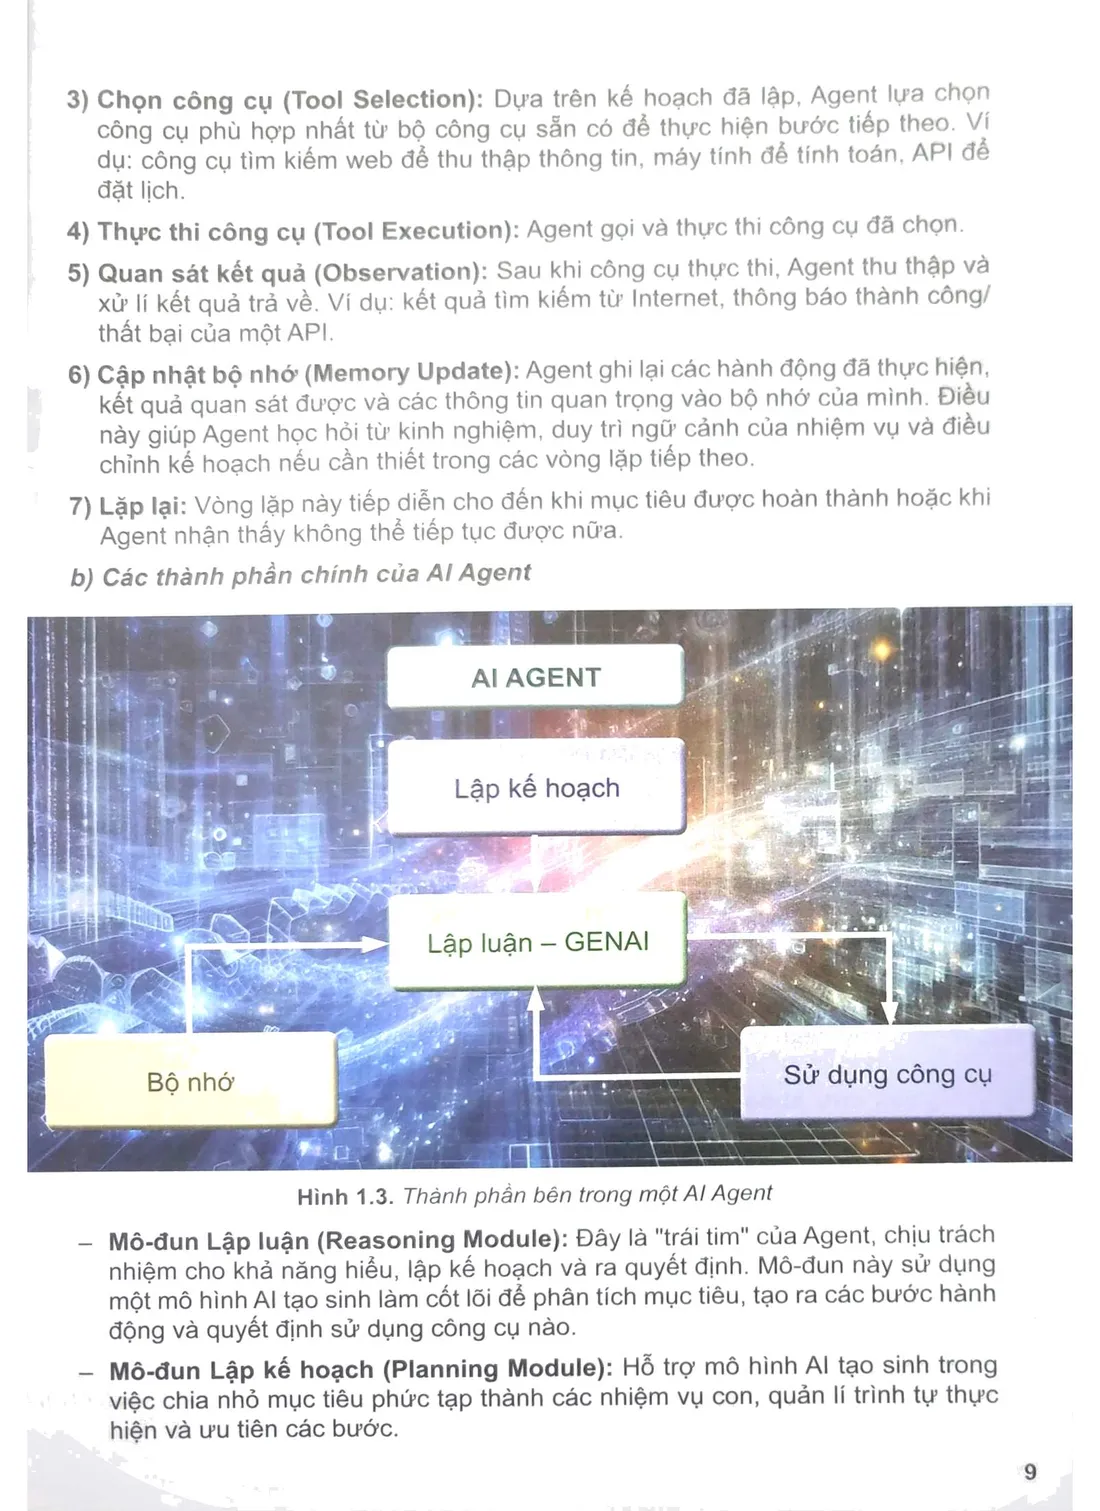 3) Chọn công cụ (Tool Selection): Dựa trên kế hoạch đã lập, Agent lựa chọn
công cụ phù hợp nhất từ bộ công cụ sẵn có để thực hiện bước tiếp theo. Ví
dụ: công cụ tìm kiếm web để thu thập thông tin, máy tính để tính toán, API để
đặt lịch.
4) Thực thi công cụ (Tool Execution): Agent gọi và thực thi công cụ đã chọn.
5) Quan sát kết quả (Observation): Sau khi công cụ thực thi, Agent thu thập và
xử lí kết quả trả về. Ví dụ: kết quả tìm kiếm từ Internet, thông báo thành công/
thất bại của một API.
6) Cập nhật bộ nhớ (Memory Update): Agent ghi lại các hành động đã thực hiện,
kết quả quan sát được và các thông tin quan trọng vào bộ nhớ của mình. Điều
này giúp Agent học hỏi từ kinh nghiệm, duy trì ngữ cảnh của nhiệm vụ và điều
chỉnh kế hoạch nếu cần thiết trong các vòng lặp tiếp theo.
7) Lặp lại: Vòng lặp này tiếp diễn cho đến khi mục tiêu được hoàn thành hoặc khi
Agent nhận thấy không thể tiếp tục được nữa.
b) Các thành phần chính của AI Agent
AI AGENT
Lập kế hoạch
Lập luận – GENAI
Bộ nhớ
Sử dụng công cụ
Hình 1.3. Thành phần bên trong một AI Agent
– Mô-đun Lập luận (Reasoning Module): Đây là "trái tim" của Agent, chịu trách
nhiệm cho khả năng hiểu, lập kế hoạch và ra quyết định. Mô-đun này sử dụng
một mô hình AI tạo sinh làm cốt lõi để phân tích mục tiêu, tạo ra các bước hành
động và quyết định sử dụng công cụ nào.
– Mô-đun Lập kế hoạch (Planning Module): Hỗ trợ mô hình AI tạo sinh trong
việc chia nhỏ mục tiêu phức tạp thành các nhiệm vụ con, quản lí trình tự thực
hiện và ưu tiên các bước.
9